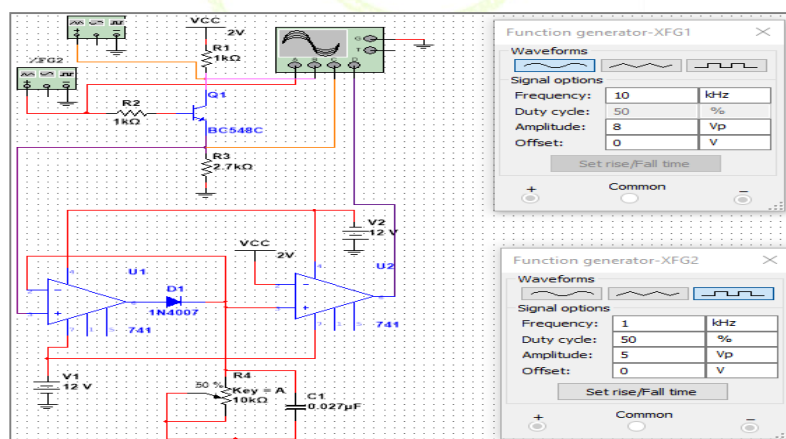 VCC
2V
R1
1kΩ
XFG2
A
B
C
D
G
T
Q1
R2
1kΩ
BC548C
R3
2.7kΩ
V2
12 V
VCC
2V
U1
U2
D1
1N4007
741
741
V1
12 V
R4
50 %
Key = A
10kΩ
C1
0.027µF
Function generator-XFG1
Waveforms
Signal options
Frequency: 10 kHz
Duty cycle: 50 %
Amplitude: 8 Vp
Offset: 0 V
Set rise/Fall time
+ Common −
Function generator-XFG2
Waveforms
Signal options
Frequency: 1 kHz
Duty cycle: 50 %
Amplitude: 5 Vp
Offset: 0 V
Set rise/Fall time
+ Common −